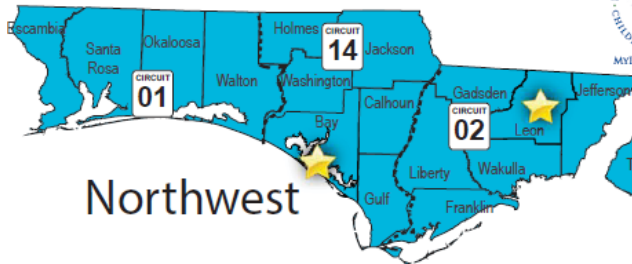 Escambia
Santa
Rosa
Okaloosa
Walton
CIRCUIT
01
Holmes
Washington
CIRCUIT
14
Jackson
Bay
Calhoun
Gulf
Liberty
Gadsden
CIRCUIT
02
Leon
Jefferson
Wakulla
Franklin
Northwest